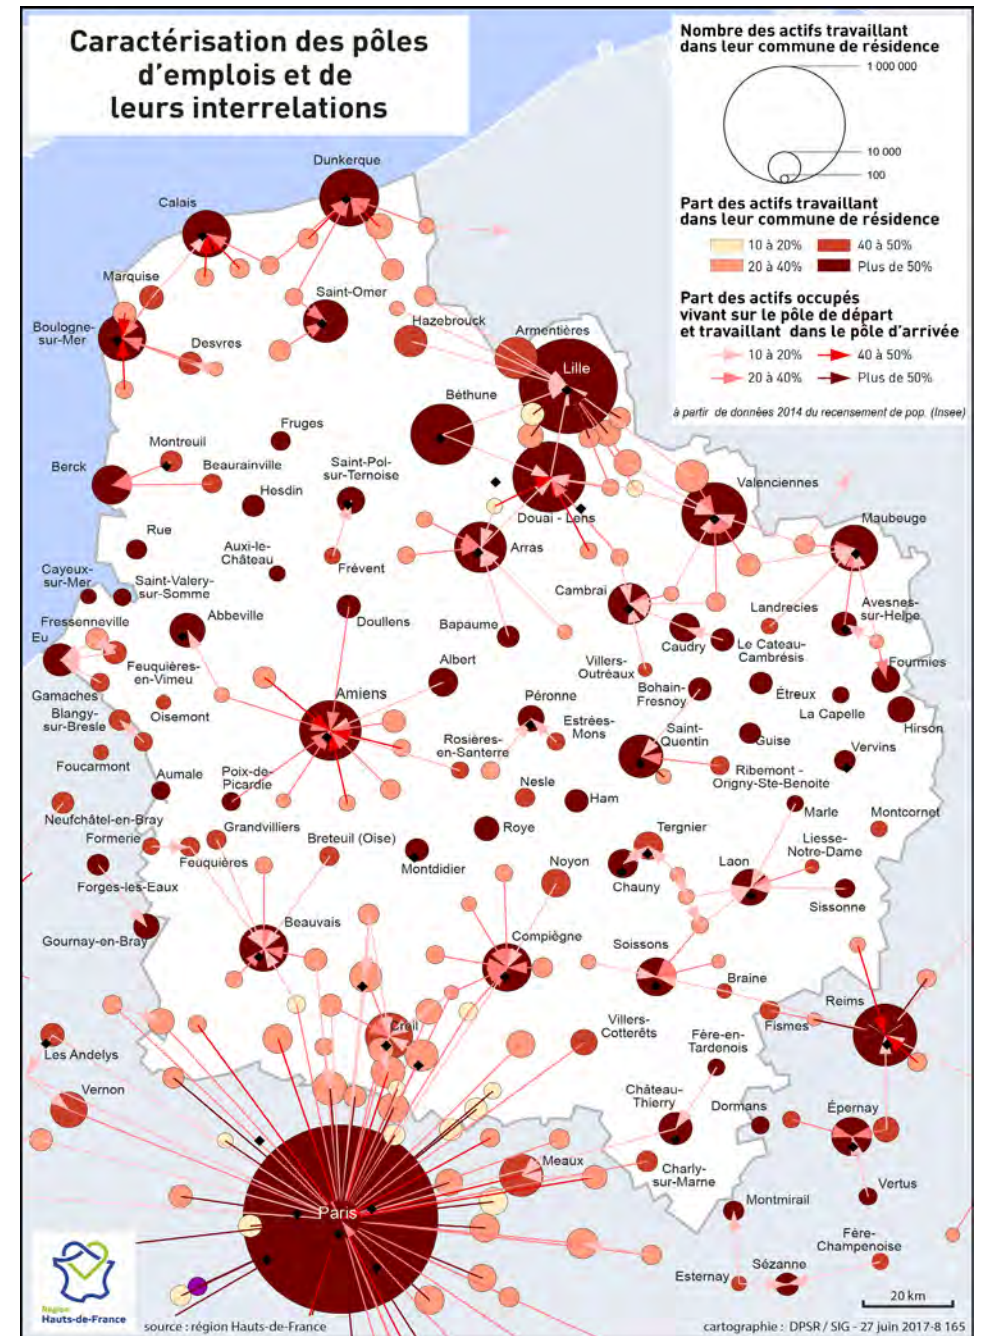 Caractérisation des pôles
d'emplois et de
leurs interrelations
Nombre des actifs travaillant
dans leur commune de résidence
1 000 000
10 000
100
Part des actifs travaillant
dans leur commune de résidence
10 à 20%
40 à 50%
20 à 40%
Plus de 50%
Part des actifs occupés
vivant sur le pôle de départ
et travaillant dans le pôle d'arrivée
10 à 20%
40 à 50%
20 à 40%
Plus de 50%
à partir de données 2014 du recensement de pop. (Insee)
Dunkerque
Calais
Marquise
Saint-Omer
Boulogne-
sur-Mer
Hazebrouck
Armentières
Desvres
Lille
Béthune
Fruges
Montreuil
Berck
Beaurainville
Saint-Pol-
sur-Ternoise
Valenciennes
Hesdin
Douai - Lens
Maubeuge
Rue
Auxi-le-
Château
Frévent
Arras
Cayeux-
sur-Mer
Saint-Valery-
sur-Somme
Cambrai
Landrecies
Avesnes-
sur-Helpe
Abbeville
Doullens
Bapaume
Fressenneville
Eu
Caudry
Le Cateau-
Cambrésis
Fourmies
Feuquières-
en-Vimeu
Albert
Villers-
Outréaux
Gamaches
Oisemont
Amiens
Péronne
Bohain-
Fresnoy
Étreux
La Capelle
Hirson
Blangy-
sur-Bresle
Estrées-
Mons
Saint-
Quentin
Guise
Rosières-
en-Santerre
Vervins
Foucarmont
Aumale
Poix-de-
Picardie
Ribemont -
Origny-Ste-Benoite
Nesle
Ham
Marle
Montcornet
Neufchâtel-en-Bray
Formerie
Grandvilliers
Breteuil (Oise)
Roye
Tergnier
Liesse-
Notre-Dame
Feuquières
Montdidier
Noyon
Chauny
Laon
Forges-les-Eaux
Sissonne
Beauvais
Compiègne
Gournay-en-Bray
Soissons
Braine
Reims
Creil
Villers-
Cotterêts
Fismes
Les Andelys
Fère-en-
Tardenois
Vernon
Château-
Thierry
Dormans
Épernay
Meaux
Charly-
sur-Marne
Vertus
Montmirail
Paris
Fère-
Champenoise
Sézanne
Esternay
20 km
Région
Hauts-de-France
source : région Hauts-de-France
cartographie : DPSR / SIG - 27 juin 2017-8 165